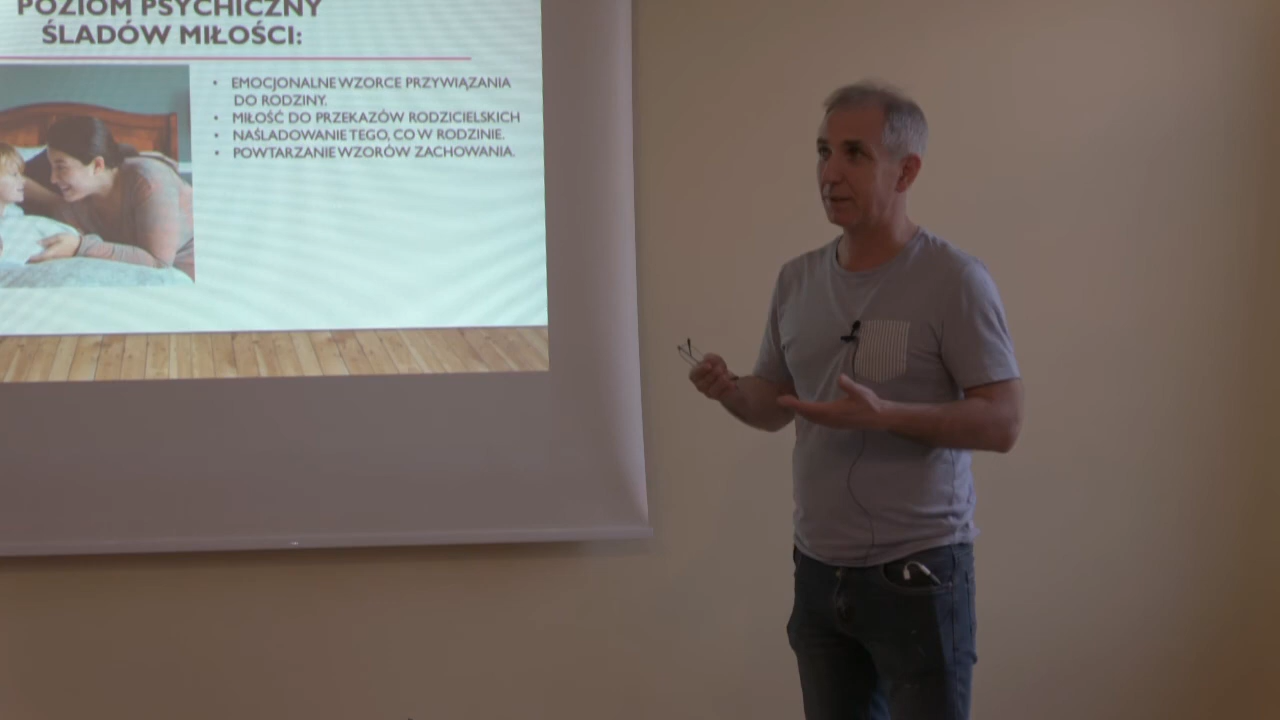 POZIOM PSYCHICZNY
ŚLADÓW MIŁOŚCI:
• EMOCJONALNE WZORCE PRZYWIĄZANIA
DO RODZINY.
• MIŁOŚĆ DO PRZEKAZÓW RODZICIELSKICH
• NAŚLADOWANIE TEGO, CO W RODZINIE.
• POWTARZANIE WZORÓW ZACHOWANIA.